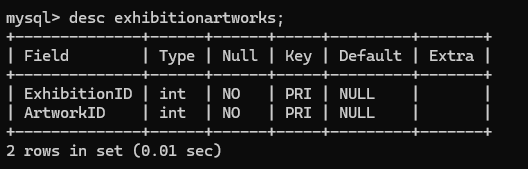 mysql> desc exhibitionartworks;
+--------------+------+------+-----+---------+-------+
| Field        | Type | Null | Key | Default | Extra |
+--------------+------+------+-----+---------+-------+
| ExhibitionID | int  | NO   | PRI | NULL    |       |
| ArtworkID    | int  | NO   | PRI | NULL    |       |
+--------------+------+------+-----+---------+-------+
2 rows in set (0.01 sec)